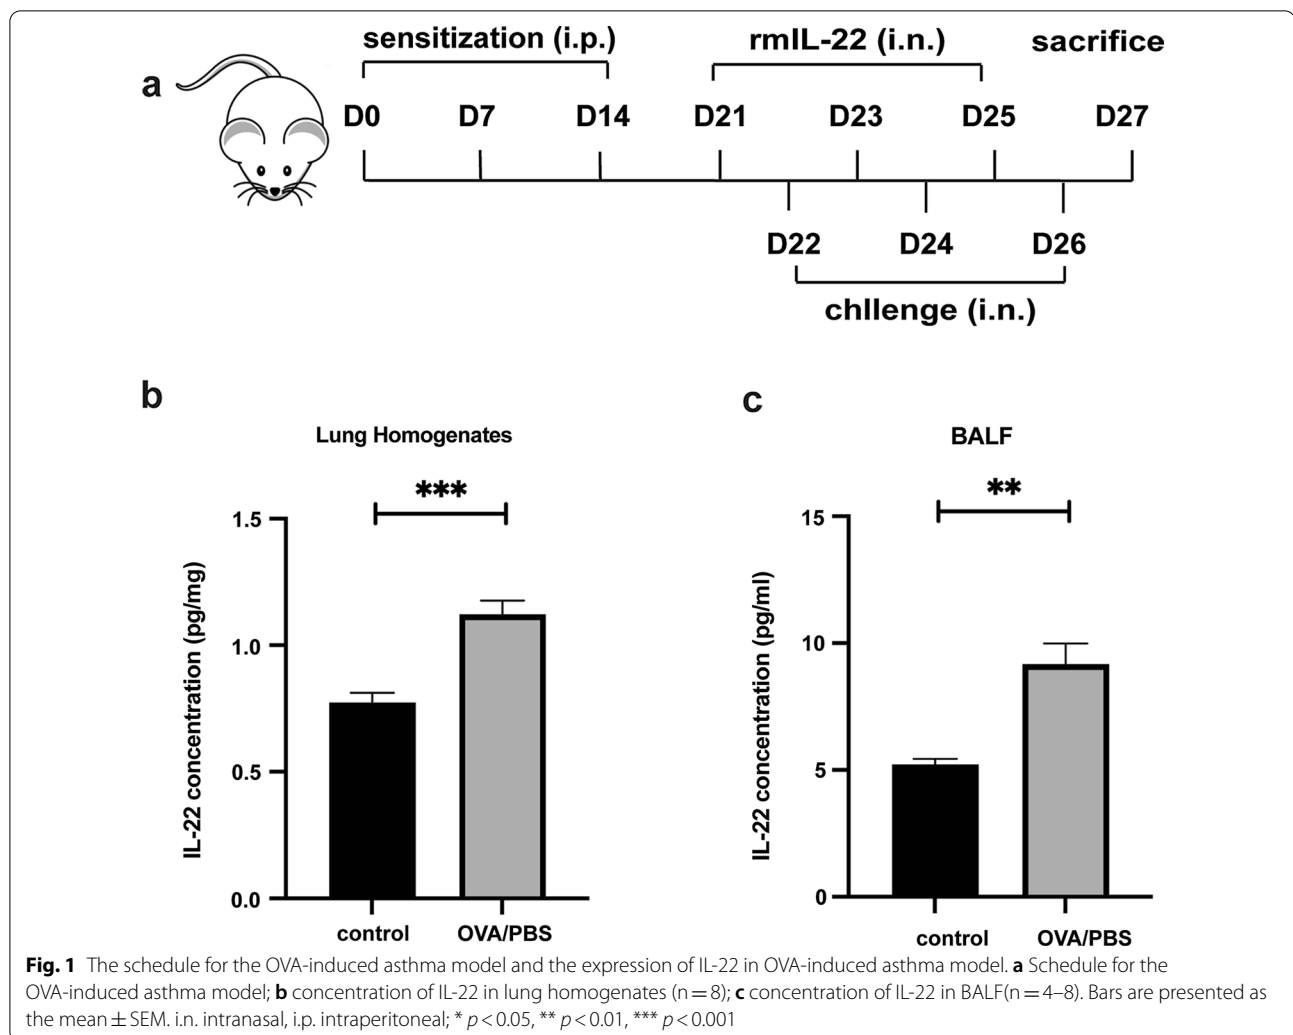 a
sensitization (i.p.)
rmIL-22 (i.n.)
sacrifice
D0 D7 D14 D21 D23 D25 D27
D22 D24 D26
chllenge (i.n.)
b
Lung Homogenates
***
IL-22 concentration (pg/mg)
1.5
1.0
0.5
0.0
control OVA/PBS
c
BALF
**
IL-22 concentration (pg/ml)
15
10
5
0
control OVA/PBS
Fig. 1 The schedule for the OVA-induced asthma model and the expression of IL-22 in OVA-induced asthma model. a Schedule for the
OVA-induced asthma model; b concentration of IL-22 in lung homogenates (n = 8); c concentration of IL-22 in BALF(n = 4–8). Bars are presented as
the mean ± SEM. i.n. intranasal, i.p. intraperitoneal; * p < 0.05, ** p < 0.01, *** p < 0.001